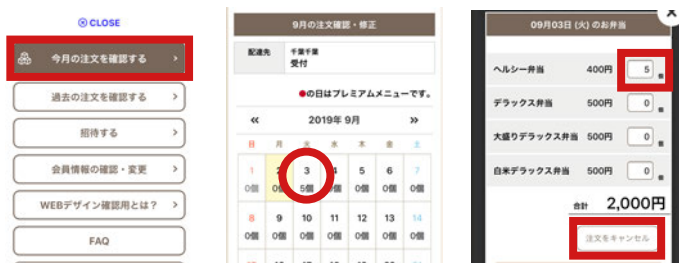 ⊗ CLOSE
今月の注文を確認する >
過去の注文を確認する >
招待する >
会員情報の確認・変更 >
WEBデザイン確認用とは? >
FAQ
9月の注文確認・修正
配達先 千葉千葉
受付
●の日はプレミアムメニューです。
« 2019年 9月 »
日 月 火 水 木 金 土
1 2 3 4 5 6 7
0個 0個 5個 0個 0個 0個 0個
8 9 10 11 12 13 14
0個 0個 0個 0個 0個 0個 0個
×
09月03日 (火) のお弁当
ヘルシー弁当 400円 5 個
デラックス弁当 500円 0 個
大盛りデラックス弁当 500円 0 個
白米デラックス弁当 500円 0 個
合計 2,000円
注文をキャンセル